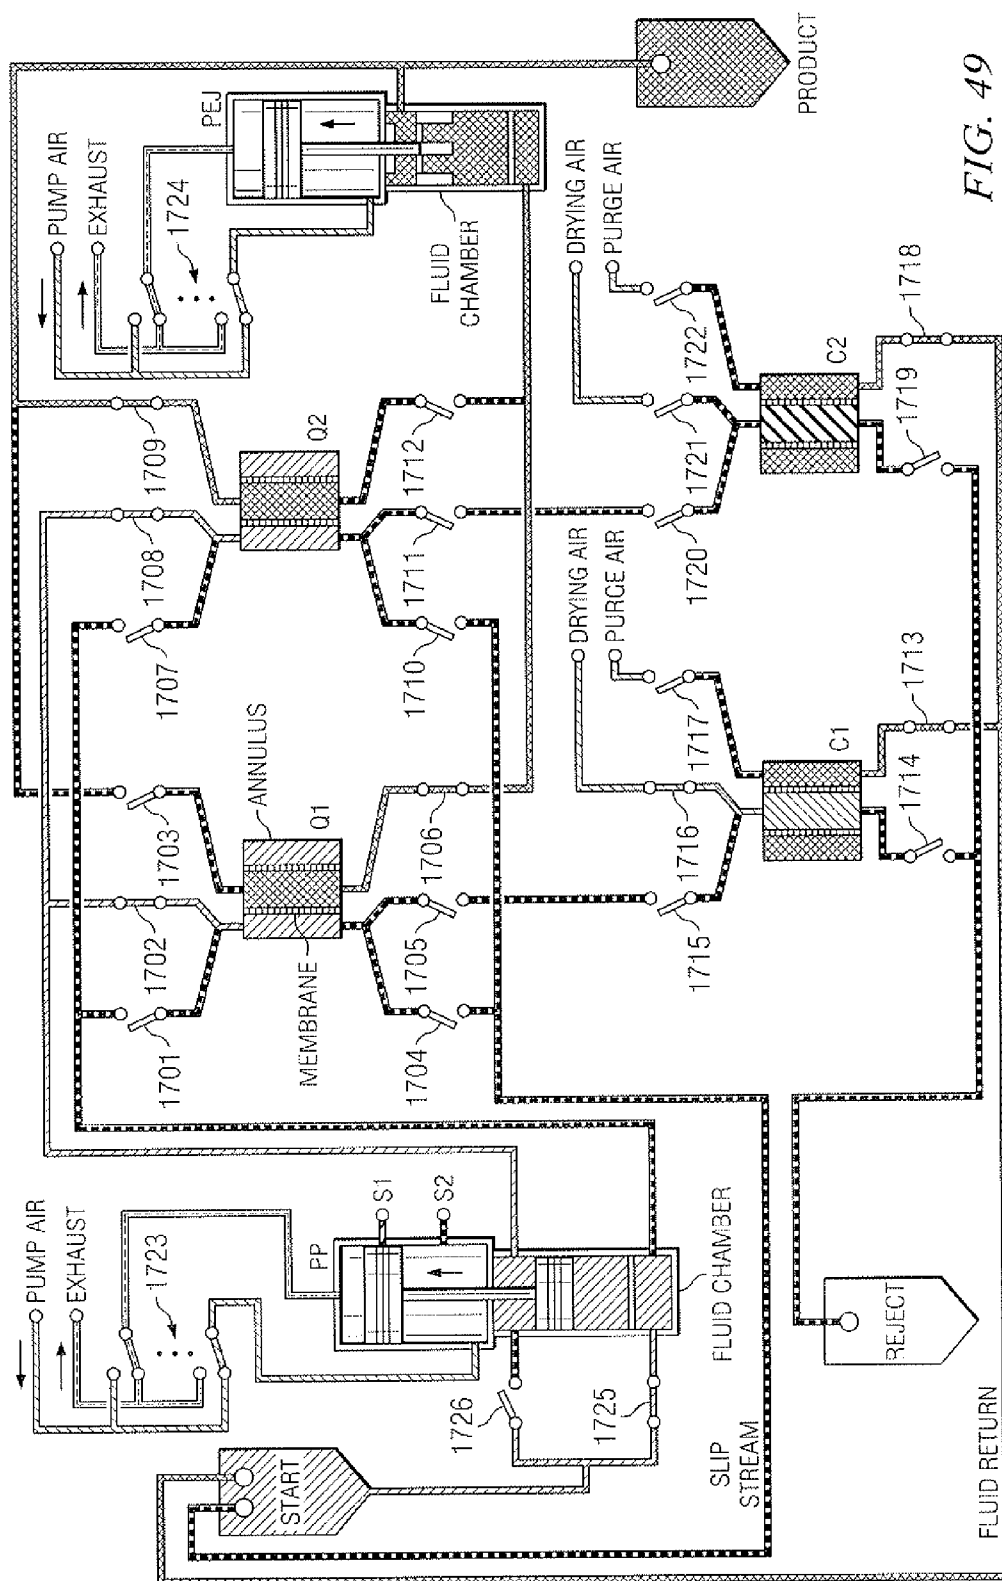 PUMP AIR
EXHAUST
1723
START
PP
S1
S2
1726
1725
FLUID CHAMBER
SLIP
STREAM
REJECT
FLUID RETURN
1701
1702
1703
MEMBRANE
ANNULUS
Q1
1704
1705
1706
1707
1708
1709
Q2
1710
1711
1712
PUMP AIR
EXHAUST
1724
PEJ
FLUID
CHAMBER
PRODUCT
DRYING AIR
PURGE AIR
1715
1716
1717
C1
1714
1713
DRYING AIR
PURGE AIR
1720
1721
1722
C2
1719
1718
FIG. 49